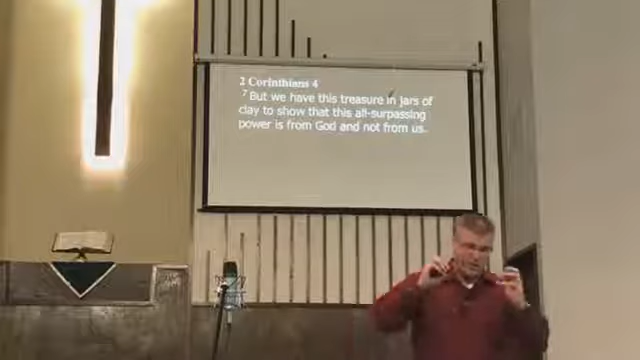 2 Corinthians 4
7 But we have this treasure in jars of
clay to show that this all-surpassing
power is from God and not from us.